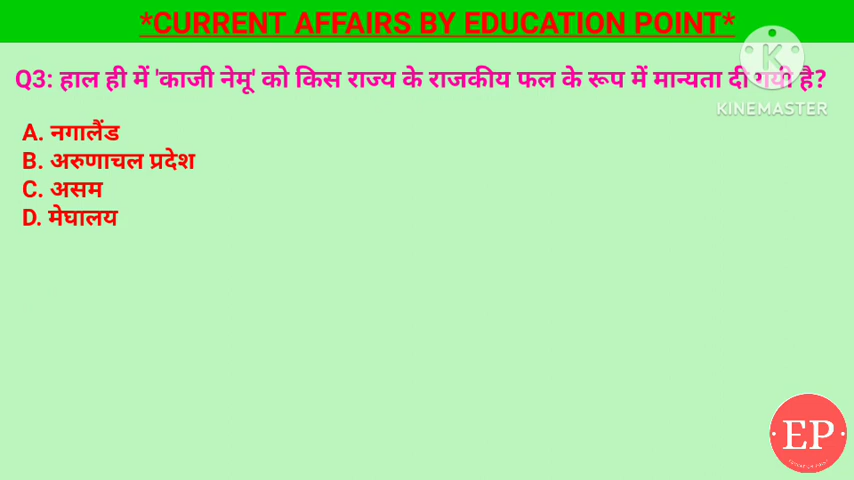 *CURRENT AFFAIRS BY EDUCATION POINT*
Q3: हाल ही में 'काजी नेमू' को किस राज्य के राजकीय फल के रूप में मान्यता दी गयी है?
KINEMASTER
A. नगालैंड
B. अरुणाचल प्रदेश
C. असम
D. मेघालय
EP